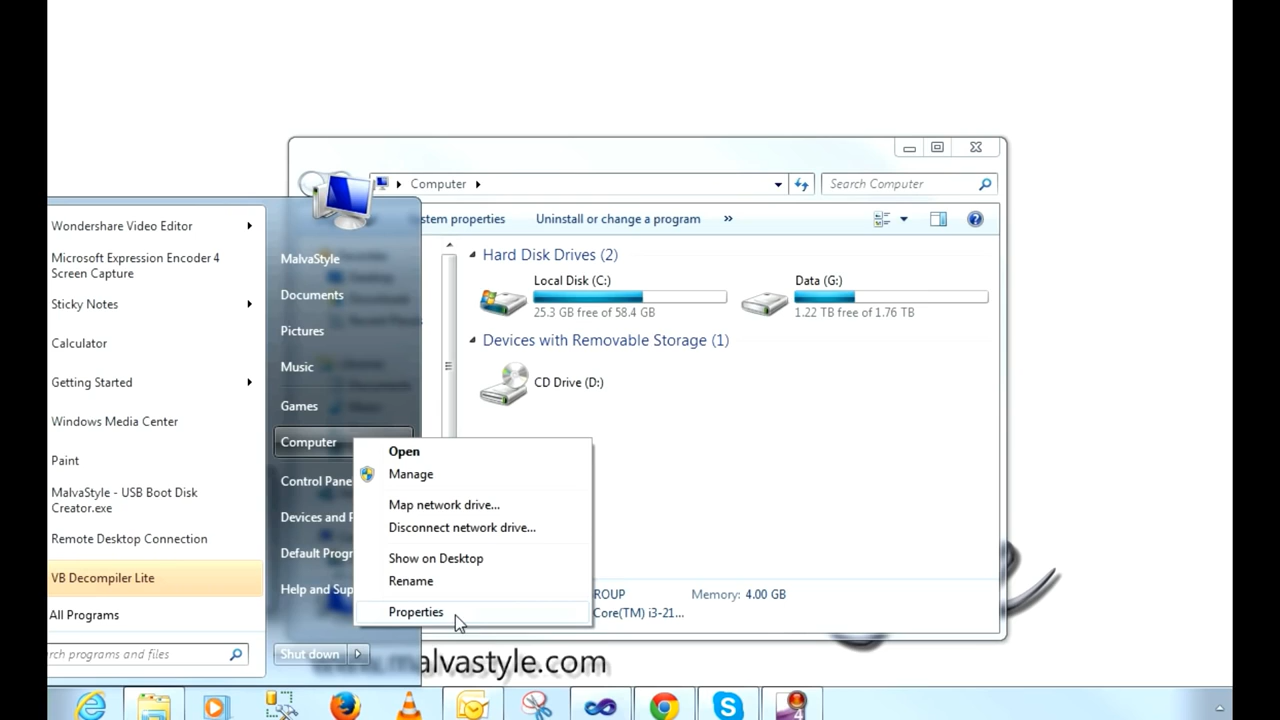 Computer
Search Computer
stem properties
Uninstall or change a program
»
Wondershare Video Editor
Microsoft Expression Encoder 4
Screen Capture
Sticky Notes
Calculator
Getting Started
Windows Media Center
Paint
MalvaStyle - USB Boot Disk
Creator.exe
Remote Desktop Connection
VB Decompiler Lite
All Programs
rch programs and files
MalvaStyle
Documents
Pictures
Music
Games
Computer
Control Pane
Devices and P
Default Progr
Help and Sup
Shut down
Open
Manage
Map network drive...
Disconnect network drive...
Show on Desktop
Rename
Properties
Hard Disk Drives (2)
Local Disk (C:)
25.3 GB free of 58.4 GB
Data (G:)
1.22 TB free of 1.76 TB
Devices with Removable Storage (1)
CD Drive (D:)
ROUP
Memory: 4.00 GB
Core(TM) i3-21...
www.malvastyle.com